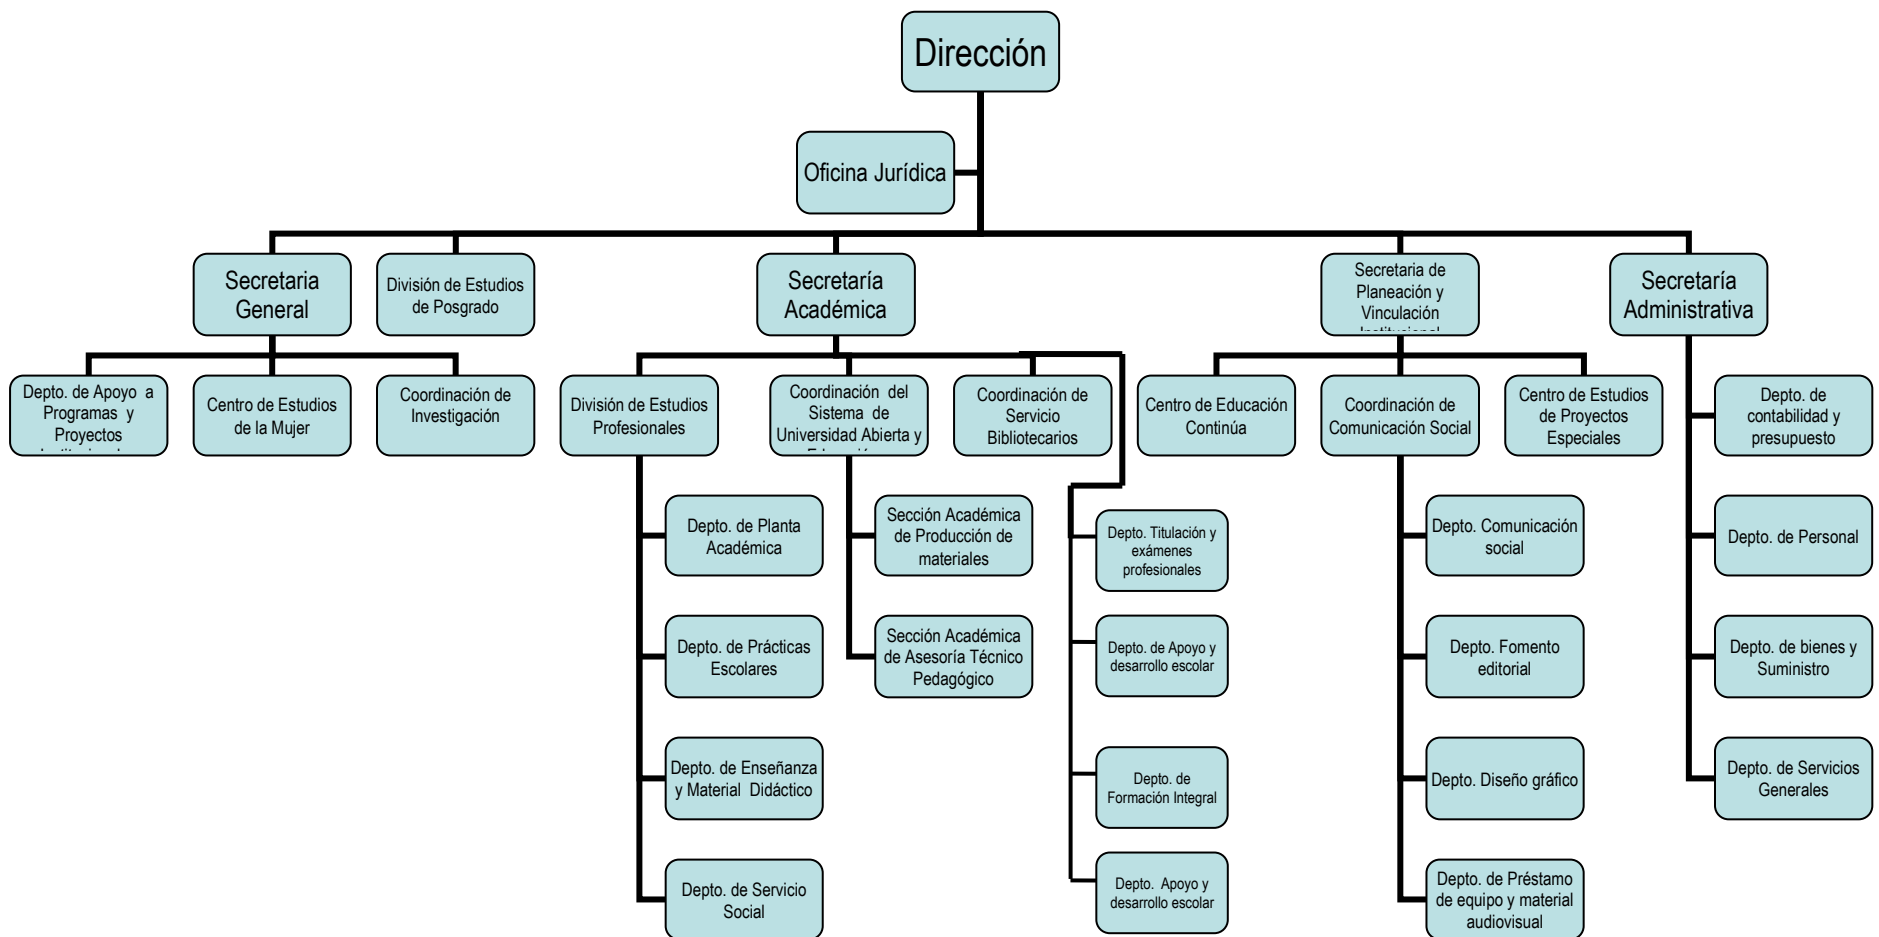 Dirección
Oficina Jurídica
Secretaria
General
División de Estudios
de Posgrado
Secretaría
Académica
Secretaria de
Planeación y
Vinculación
Secretaría
Administrativa
Depto. de Apoyo a
Programas y
Proyectos
Centro de Estudios
de la Mujer
Coordinación de
Investigación
División de Estudios
Profesionales
Coordinación del
Sistema de
Universidad Abierta y
Coordinación de
Servicio
Bibliotecarios
Centro de Educación
Continúa
Coordinación de
Comunicación Social
Centro de Estudios
de Proyectos
Especiales
Depto. de
contabilidad y
presupuesto
Depto. de Planta
Académica
Sección Académica
de Producción de
materiales
Depto. Titulación y
exámenes
profesionales
Depto. Comunicación
social
Depto. de Personal
Depto. de Prácticas
Escolares
Sección Académica
de Asesoría Técnico
Pedagógico
Depto. de Apoyo y
desarrollo escolar
Depto. Fomento
editorial
Depto. de bienes y
Suministro
Depto. de Enseñanza
y Material Didáctico
Depto. de
Formación Integral
Depto. Diseño gráfico
Depto. de Servicios
Generales
Depto. de Servicio
Social
Depto. Apoyo y
desarrollo escolar
Depto. de Préstamo
de equipo y material
audiovisual